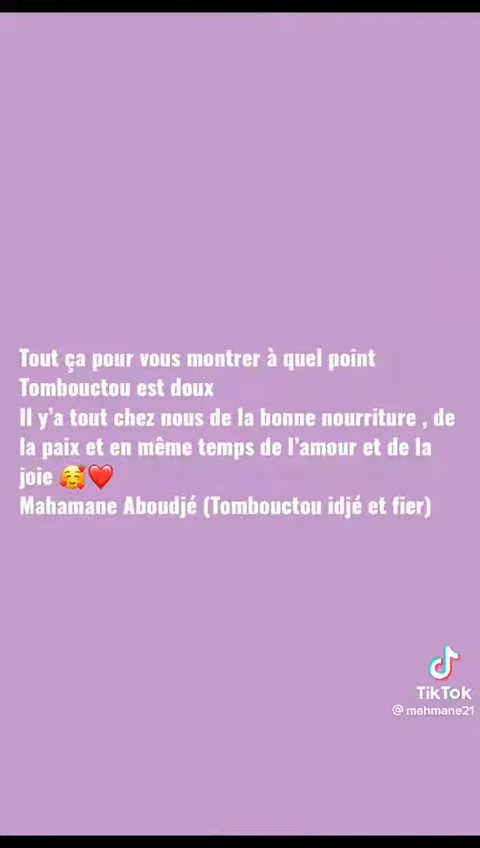 Tout ça pour vous montrer à quel point
Tombouctou est doux
Il y'a tout chez nous de la bonne nourriture , de
la paix et en même temps de l'amour et de la
joie 🥰❤️
Mahamane Aboudjé (Tombouctou idjé et fier)
TikTok
@mahmane21